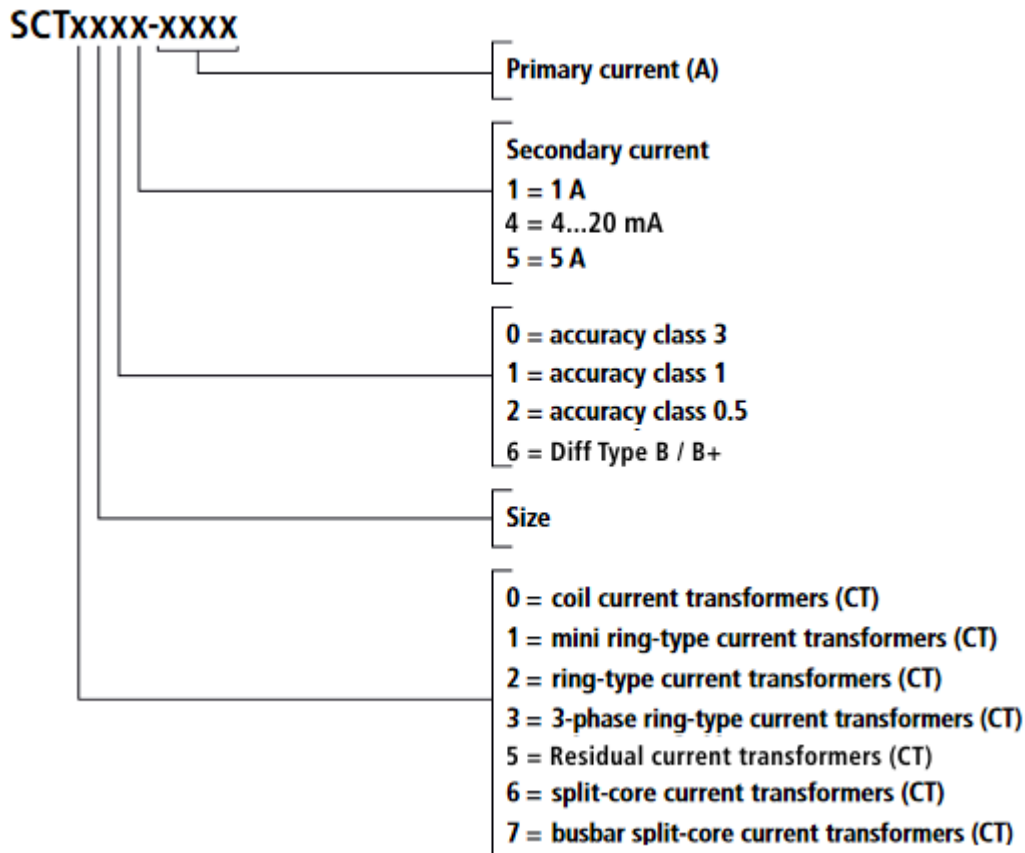 SCTxxxx-xxxx
Primary current (A)
Secondary current
1 = 1 A
4 = 4...20 mA
5 = 5 A
0 = accuracy class 3
1 = accuracy class 1
2 = accuracy class 0.5
6 = Diff Type B / B+
Size
0 = coil current transformers (CT)
1 = mini ring-type current transformers (CT)
2 = ring-type current transformers (CT)
3 = 3-phase ring-type current transformers (CT)
5 = Residual current transformers (CT)
6 = split-core current transformers (CT)
7 = busbar split-core current transformers (CT)